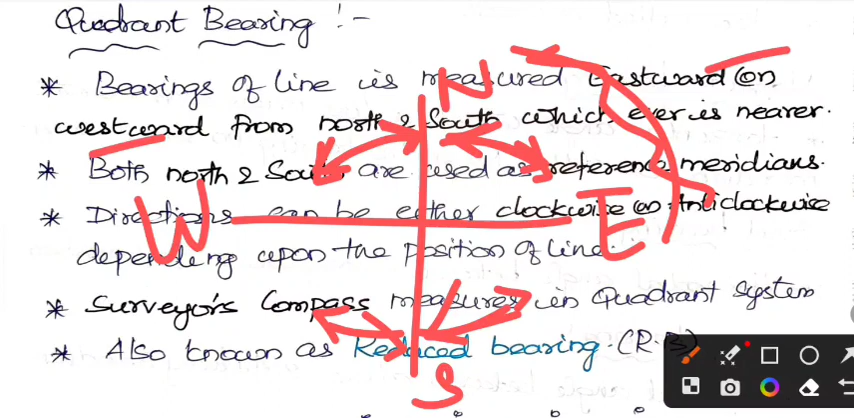 Quadrant Bearing :-
* Bearings of line is measured Eastward (or)
westward from north & South which ever is nearer.
* Both north & South are used as reference meridians.
* Directions can be either clockwise (or) Anticlockwise
depending upon the position of line.
* Surveyor's Compass measures in Quadrant System
* Also known as Reduced bearing. (R.B)
N
W
E
S